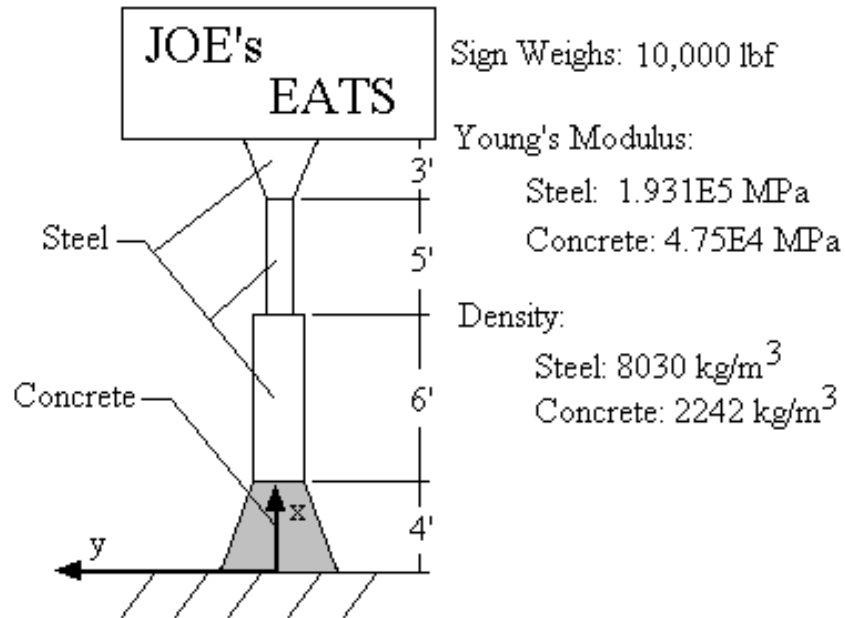 JOE's
EATS
Sign Weighs: 10,000 lbf
Young's Modulus:
Steel: 1.931E5 MPa
Concrete: 4.75E4 MPa
Density:
Steel: 8030 kg/m³
Concrete: 2242 kg/m³
3'
Steel
5'
Concrete
6'
x
4'
y